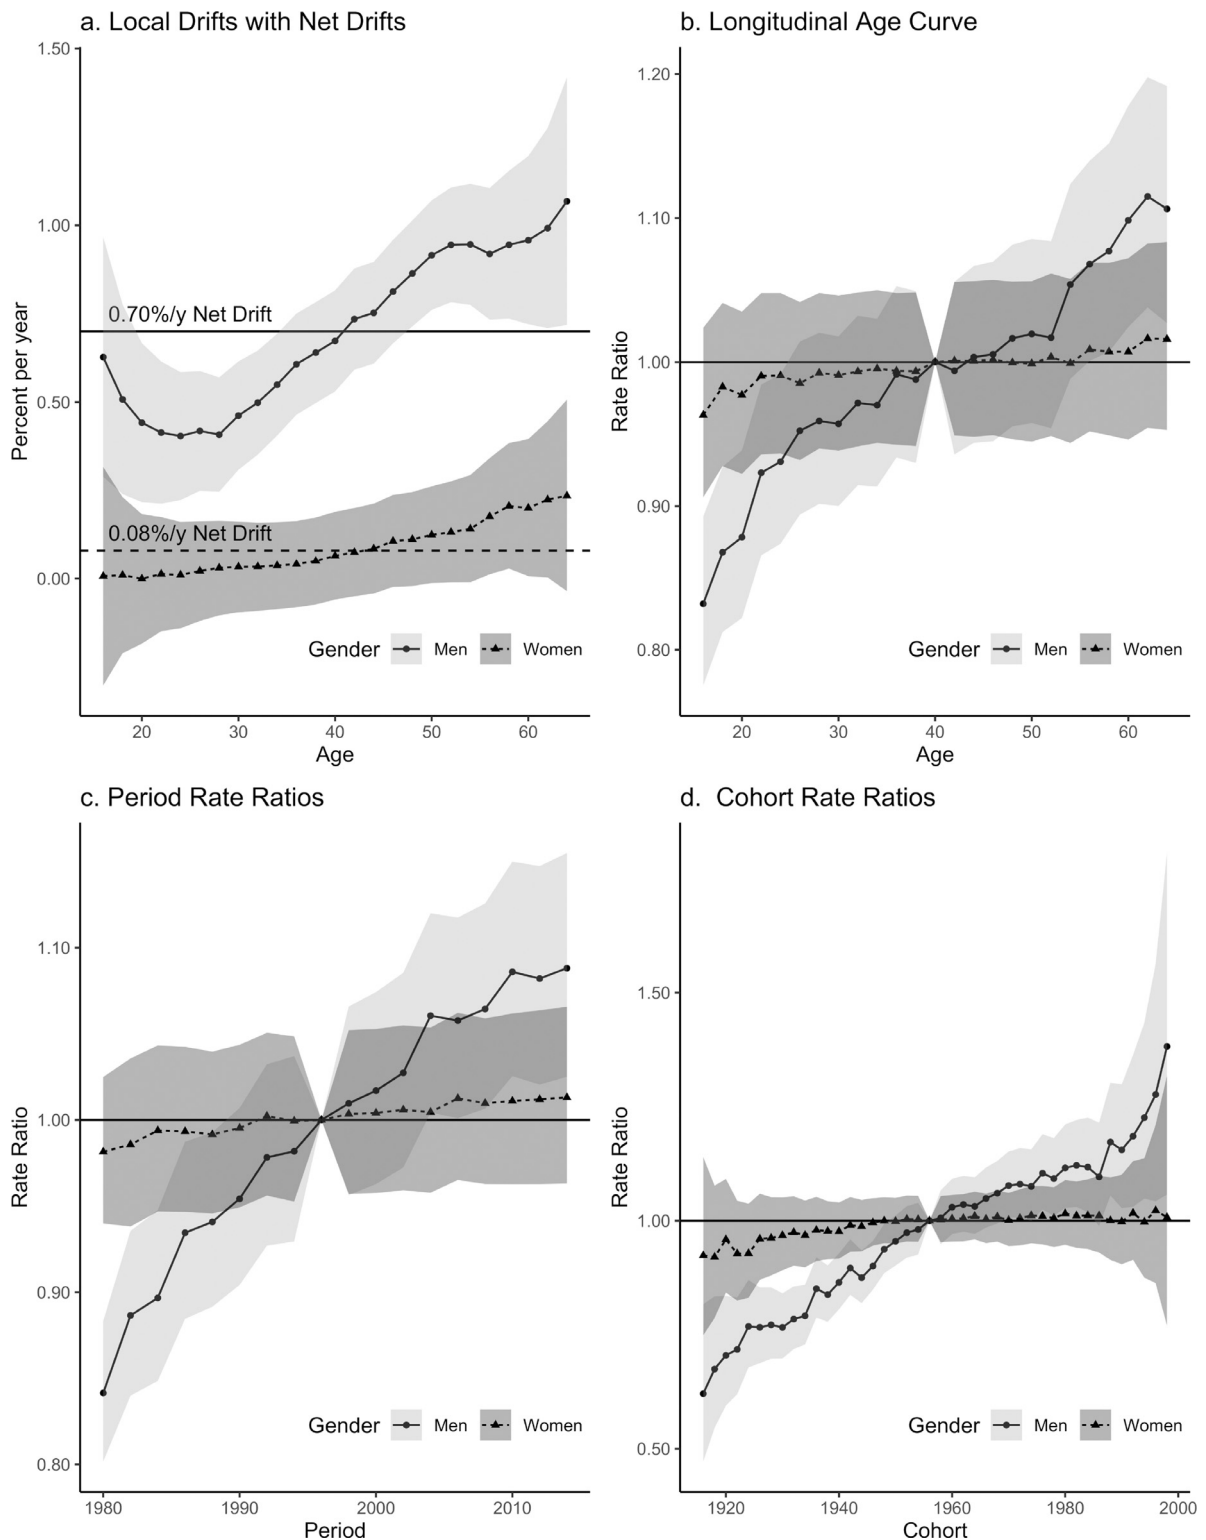 a. Local Drifts with Net Drifts
1.50
1.00
0.50
0.00
Percent per year
0.70%/y Net Drift
0.08%/y Net Drift
Gender Men Women
20 30 40 50 60
Age
b. Longitudinal Age Curve
1.20
1.10
1.00
0.90
0.80
Rate Ratio
Gender Men Women
20 30 40 50 60
Age
c. Period Rate Ratios
1.10
1.00
0.90
0.80
Rate Ratio
Gender Men Women
1980 1990 2000 2010
Period
d. Cohort Rate Ratios
1.50
1.00
0.50
Rate Ratio
Gender Men Women
1920 1940 1960 1980 2000
Cohort